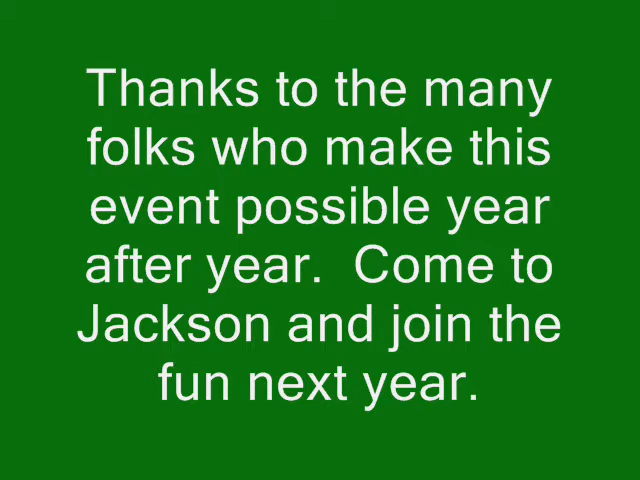 Thanks to the many
folks who make this
event possible year
after year.  Come to
Jackson and join the
fun next year.